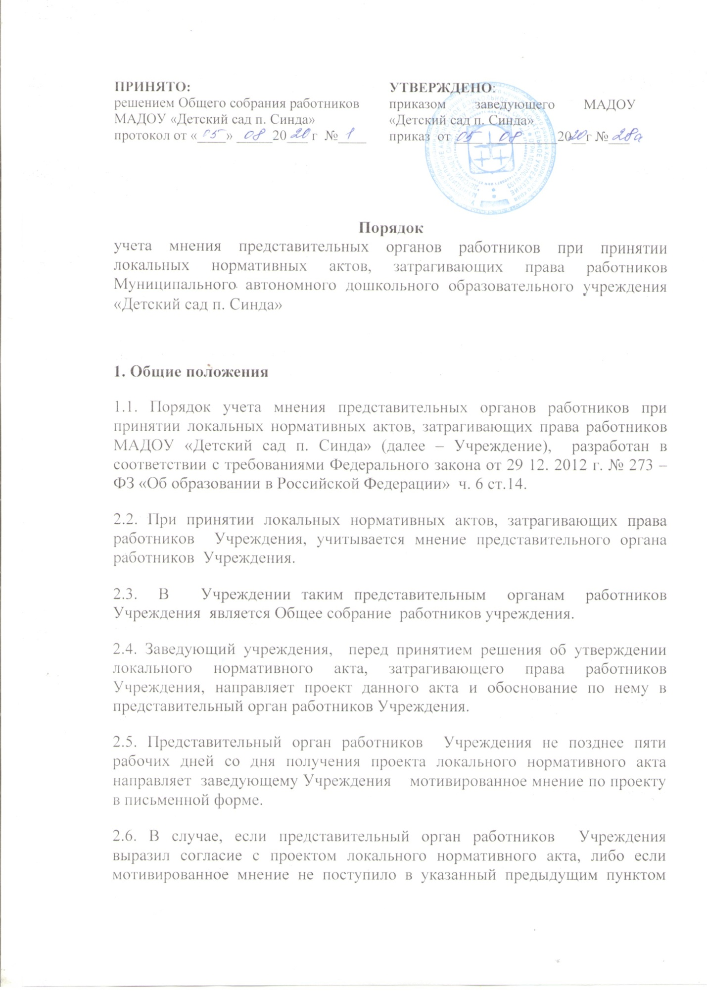 ПРИНЯТО:
решением Общего собрания работников
МАДОУ «Детский сад п. Синда»
протокол от «05» 08 2020 г №1
УТВЕРЖДЕНО:
приказом заведующего МАДОУ
«Детский сад п. Синда»
приказ от 05 08 2020 г № 28а
Порядок
учета мнения представительных органов работников при принятии
локальных нормативных актов, затрагивающих права работников
Муниципального автономного дошкольного образовательного учреждения
«Детский сад п. Синда»
1. Общие положения
1.1. Порядок учета мнения представительных органов работников при
принятии локальных нормативных актов, затрагивающих права работников
МАДОУ «Детский сад п. Синда» (далее – Учреждение), разработан в
соответствии с требованиями Федерального закона от 29 12. 2012 г. № 273 –
ФЗ «Об образовании в Российской Федерации» ч. 6 ст.14.
2.2. При принятии локальных нормативных актов, затрагивающих права
работников Учреждения, учитывается мнение представительного органа
работников Учреждения.
2.3. В Учреждении таким представительным органам работников
Учреждения является Общее собрание работников учреждения.
2.4. Заведующий учреждения, перед принятием решения об утверждении
локального нормативного акта, затрагивающего права работников
Учреждения, направляет проект данного акта и обоснование по нему в
представительный орган работников Учреждения.
2.5. Представительный орган работников Учреждения не позднее пяти
рабочих дней со дня получения проекта локального нормативного акта
направляет заведующему Учреждения мотивированное мнение по проекту
в письменной форме.
2.6. В случае, если представительный орган работников Учреждения
выразил согласие с проектом локального нормативного акта, либо если
мотивированное мнение не поступило в указанный предыдущим пунктом